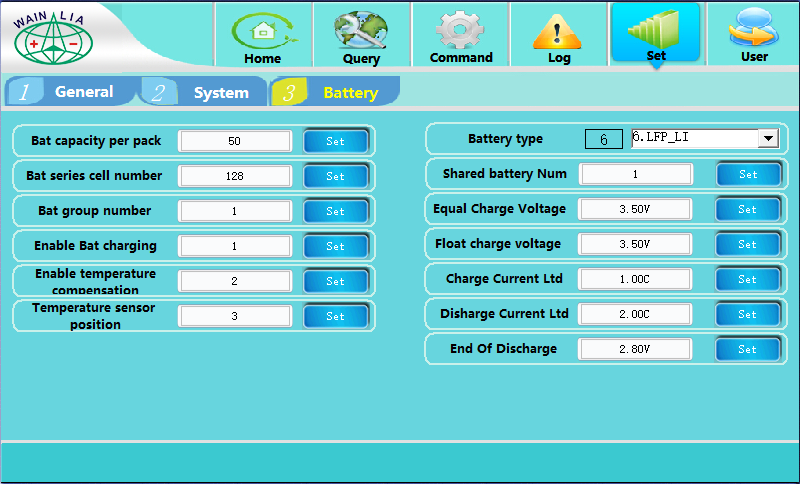 WAIN LIA
Home
Query
Command
Log
Set
User
1 General
2 System
3 Battery
Bat capacity per pack 50 Set
Bat series cell number 128 Set
Bat group number 1 Set
Enable Bat charging 1 Set
Enable temperature
compensation 2 Set
Temperature sensor
position 3 Set
Battery type 6 6.LFP_LI
Shared battery Num 1 Set
Equal Charge Voltage 3.50V Set
Float charge voltage 3.50V Set
Charge Current Ltd 1.00C Set
Disharge Current Ltd 2.00C Set
End Of Discharge 2.80V Set